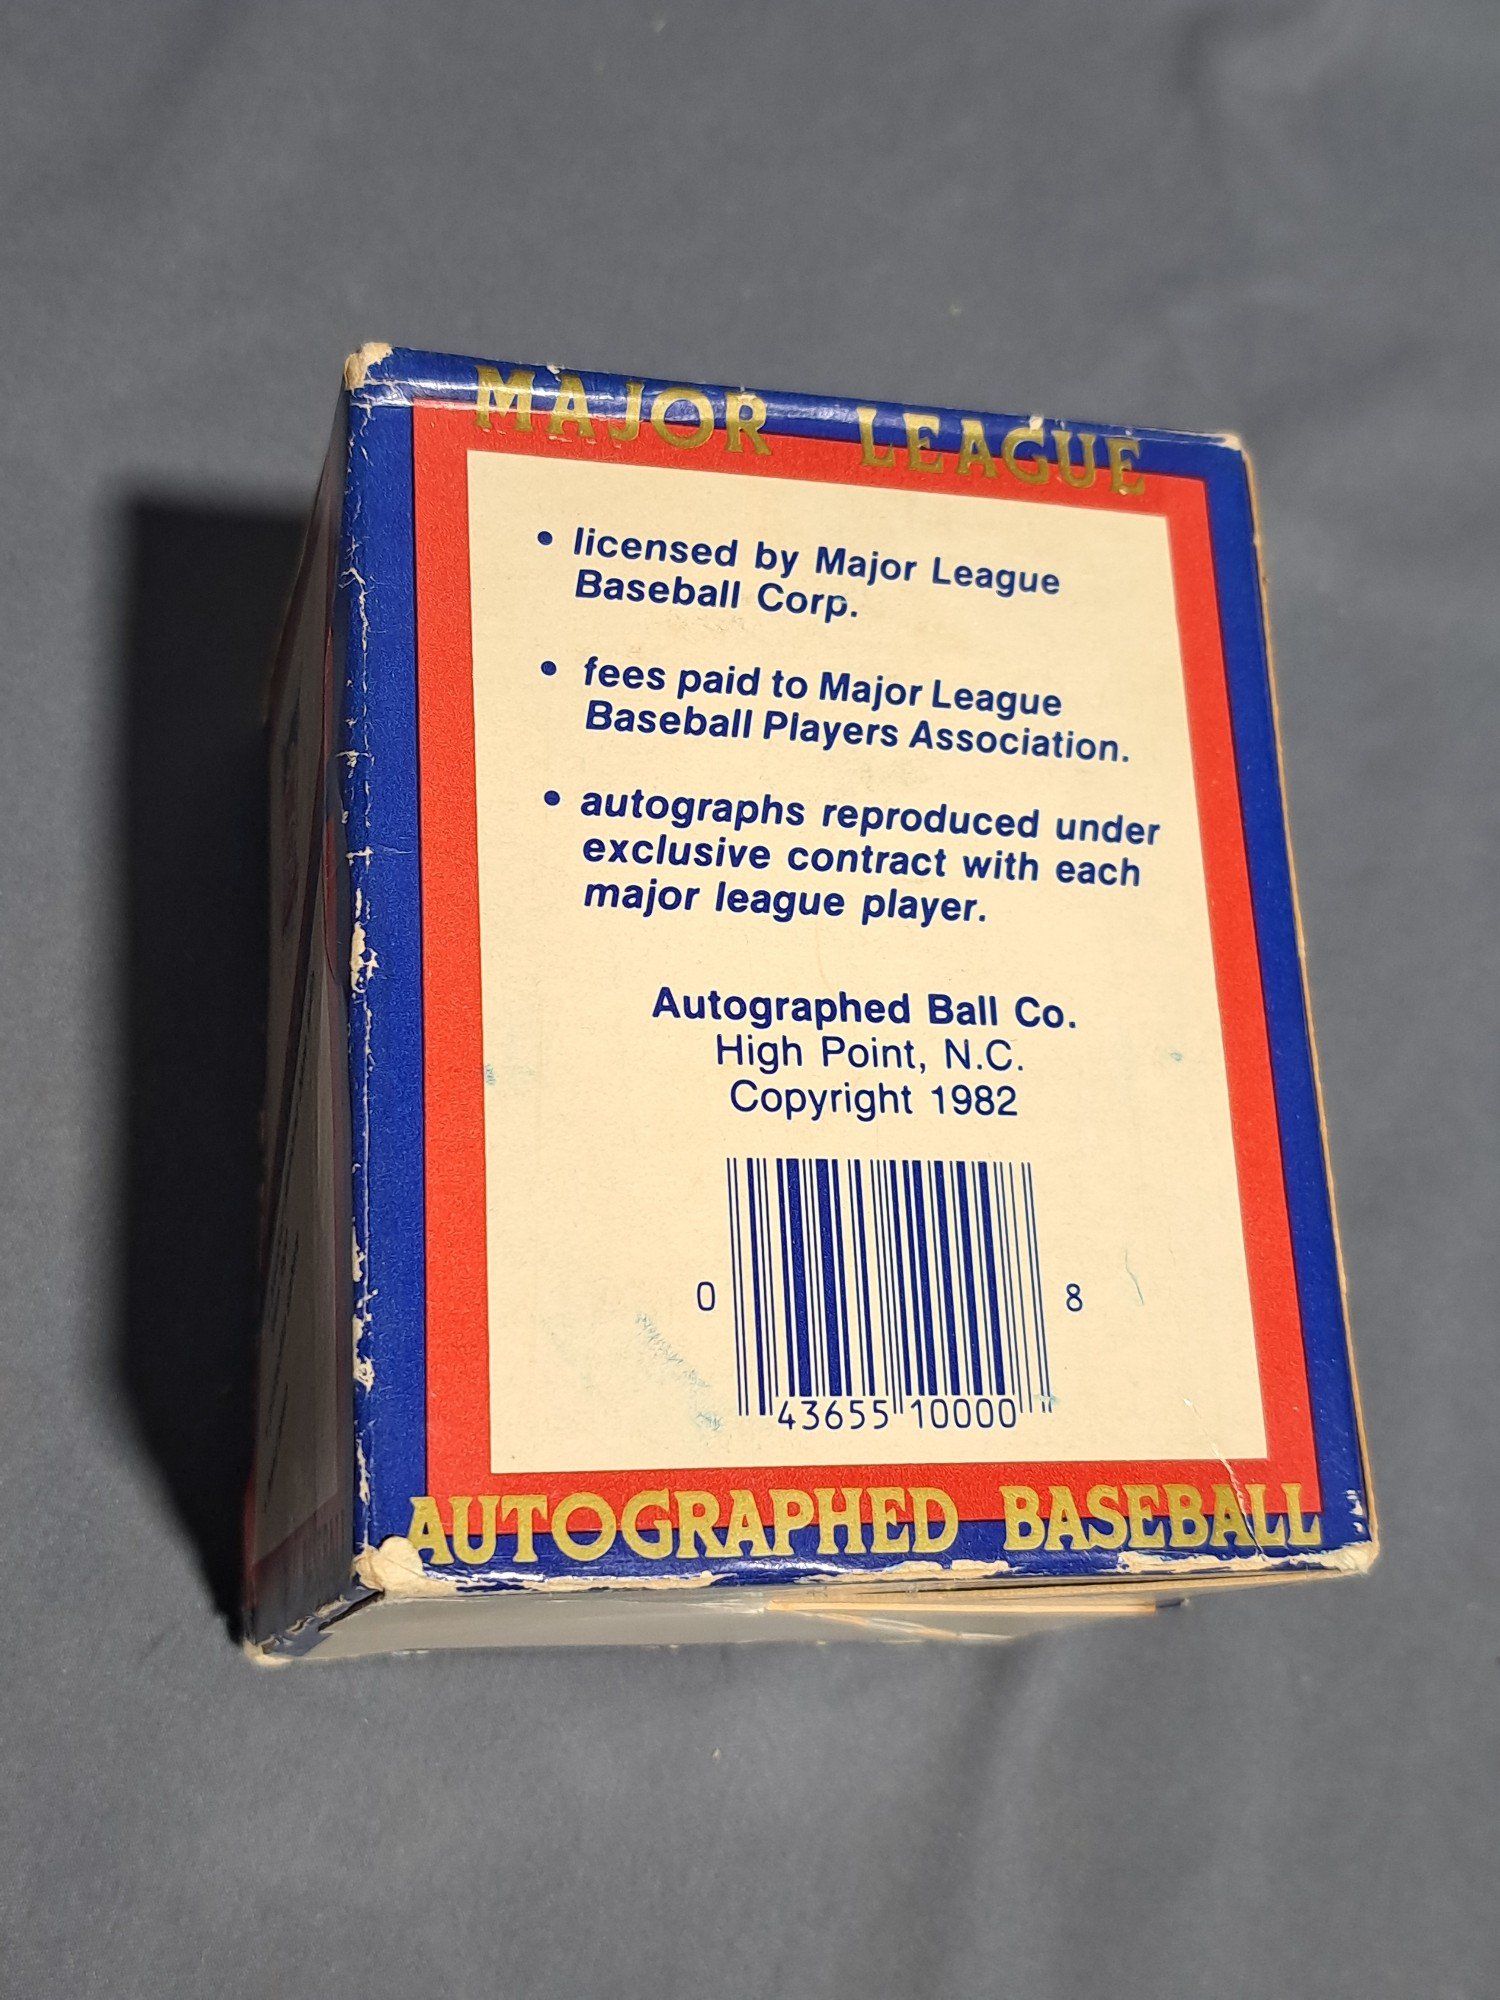 MAJOR LEAGUE
• licensed by Major League
Baseball Corp.
• fees paid to Major League
Baseball Players Association.
• autographs reproduced under
exclusive contract with each
major league player.
Autographed Ball Co.
High Point, N.C.
Copyright 1982
0 8
43655 10000
AUTOGRAPHED BASEBALL